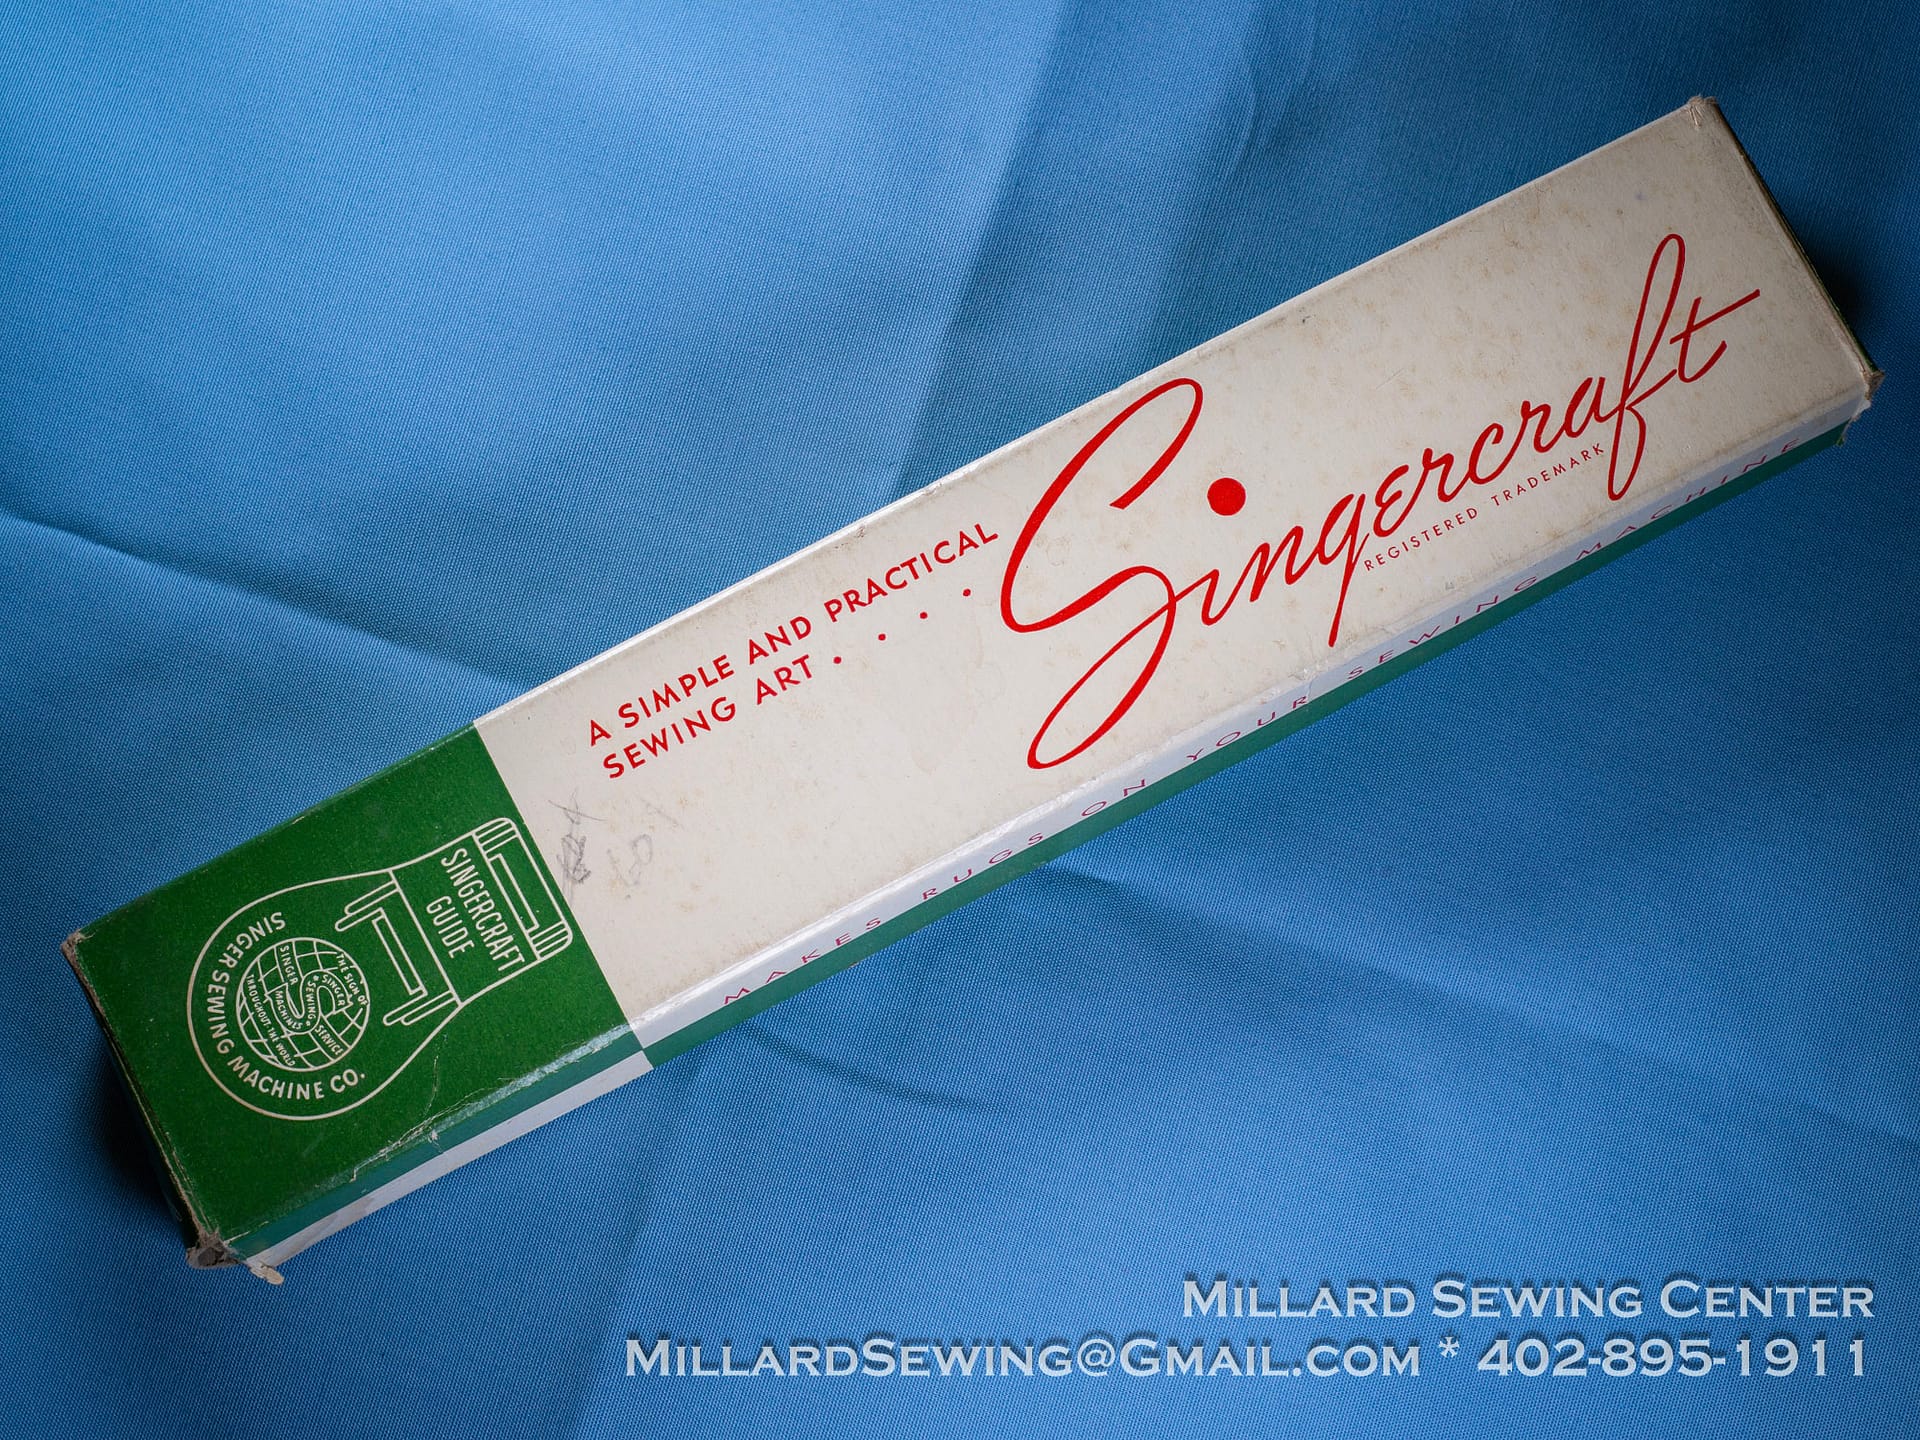 A SIMPLE AND PRACTICAL
SEWING ART . . . .
Singercraft
REGISTERED TRADEMARK
MAKES RUGS ON YOUR SEWING MACHINE
SINGERCRAFT
GUIDE
SINGER SEWING MACHINE CO.
THE SIGN OF
SINGER SERVICE
SINGER
SEWING
MACHINES
THROUGHOUT THE WORLD
MILLARD SEWING CENTER
MILLARDSEWING@GMAIL.COM * 402-895-1911